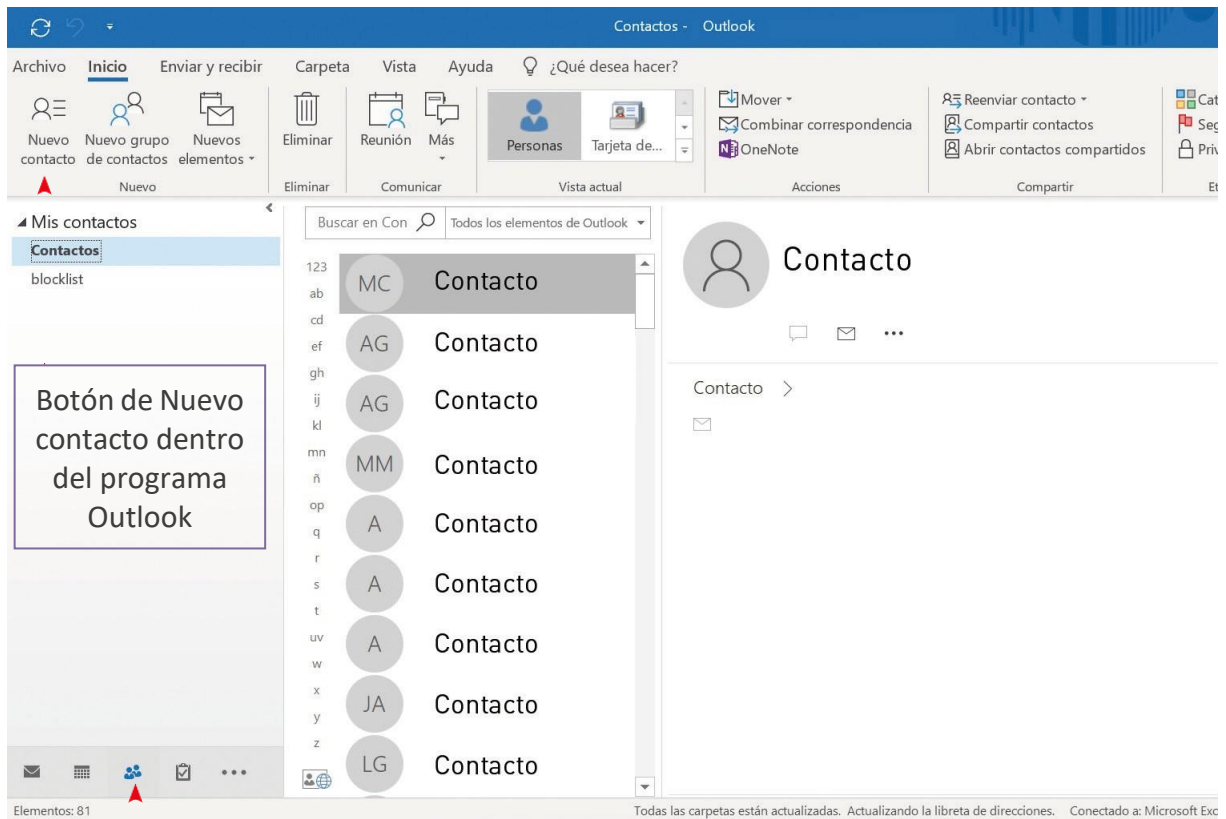 Contactos - Outlook
Archivo Inicio Enviar y recibir Carpeta Vista Ayuda ¿Qué desea hacer?
Nuevo contacto
Nuevo grupo de contactos
Nuevos elementos
Eliminar
Reunión
Más
Personas
Tarjeta de...
Mover
Combinar correspondencia
OneNote
Reenviar contacto
Compartir contactos
Abrir contactos compartidos
Cat
Seg
Priv
Nuevo Eliminar Comunicar Vista actual Acciones Compartir Et
Mis contactos
Contactos
blocklist
Botón de Nuevo
contacto dentro
del programa
Outlook
Buscar en Con Todos los elementos de Outlook
123
ab
cd
ef
gh
ij
kl
mn
ñ
op
q
r
s
t
uv
w
x
y
z
MC Contacto
AG Contacto
AG Contacto
MM Contacto
A Contacto
A Contacto
A Contacto
JA Contacto
LG Contacto
Contacto
Contacto
Elementos: 81
Todas las carpetas están actualizadas. Actualizando la libreta de direcciones. Conectado a: Microsoft Exc